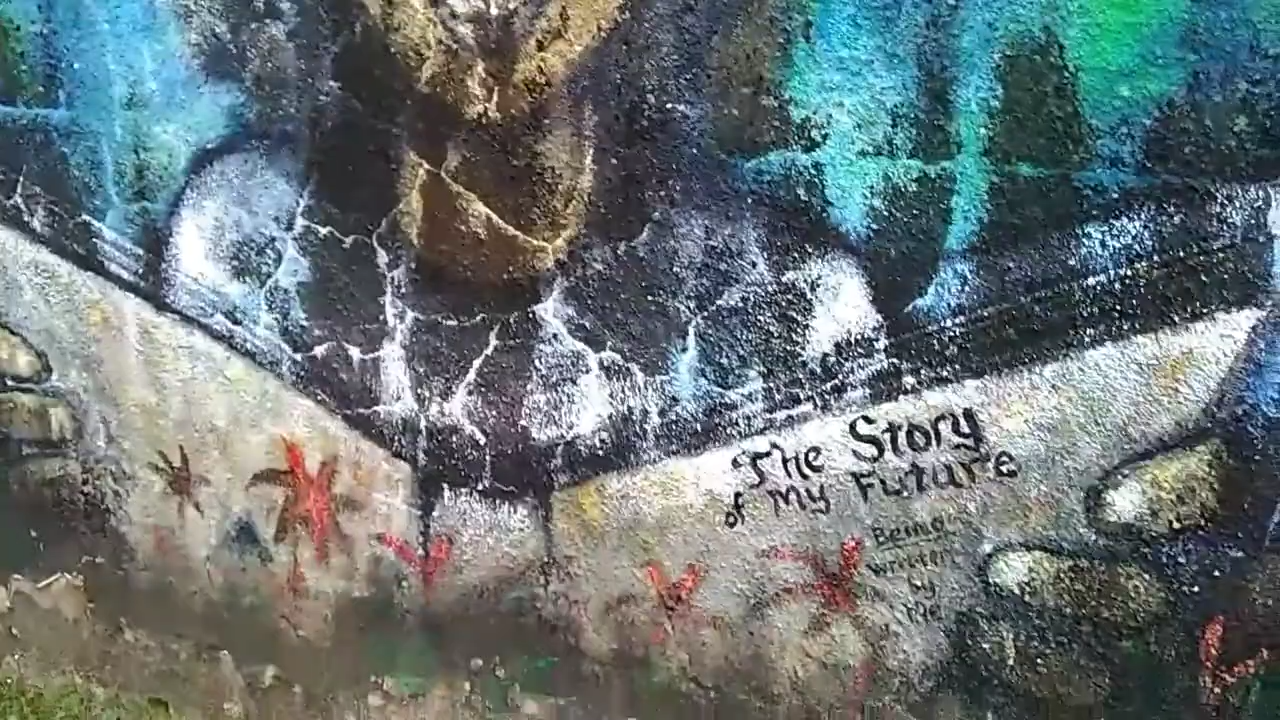 The Story
of My Future
Being
written
by
Me